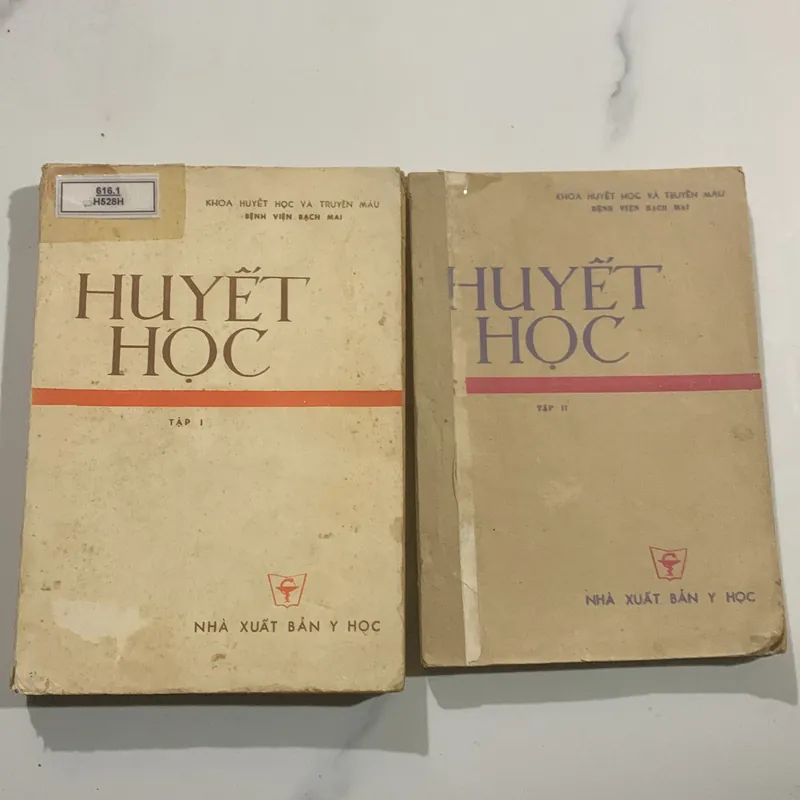 616.1
H528H
KHOA HUYẾT HỌC VÀ TRUYỀN MÁU
BỆNH VIỆN BẠCH MAI
HUYẾT
HỌC
TẬP I
NHÀ XUẤT BẢN Y HỌC
KHOA HUYẾT HỌC VÀ TRUYỀN MÁU
BỆNH VIỆN BẠCH MAI
HUYẾT
HỌC
TẬP II
NHÀ XUẤT BẢN Y HỌC